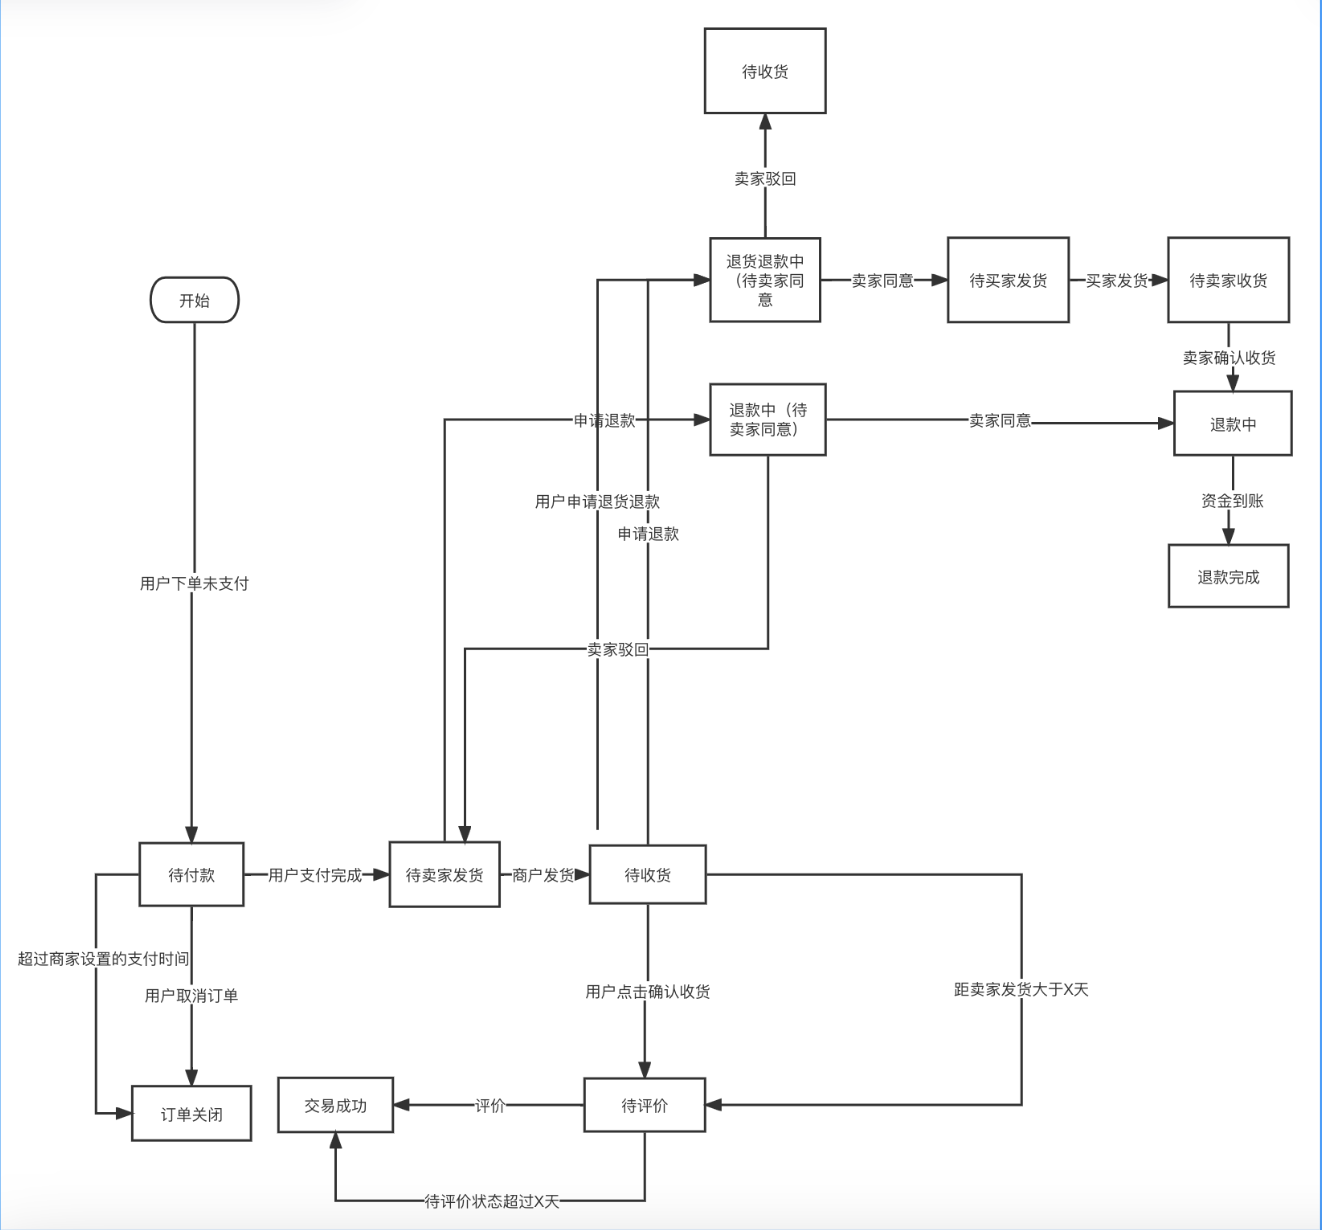 待收货
卖家驳回
退货退款中
（待卖家同
意
卖家同意
待买家发货
买家发货
待卖家收货
开始
卖家确认收货
申请退款
退款中（待
卖家同意）
卖家同意
退款中
用户申请退货退款
资金到账
申请退款
退款完成
用户下单未支付
卖家驳回
待付款
用户支付完成
待卖家发货
商户发货
待收货
超过商家设置的支付时间
用户取消订单
用户点击确认收货
距卖家发货大于X天
订单关闭
交易成功
评价
待评价
待评价状态超过X天